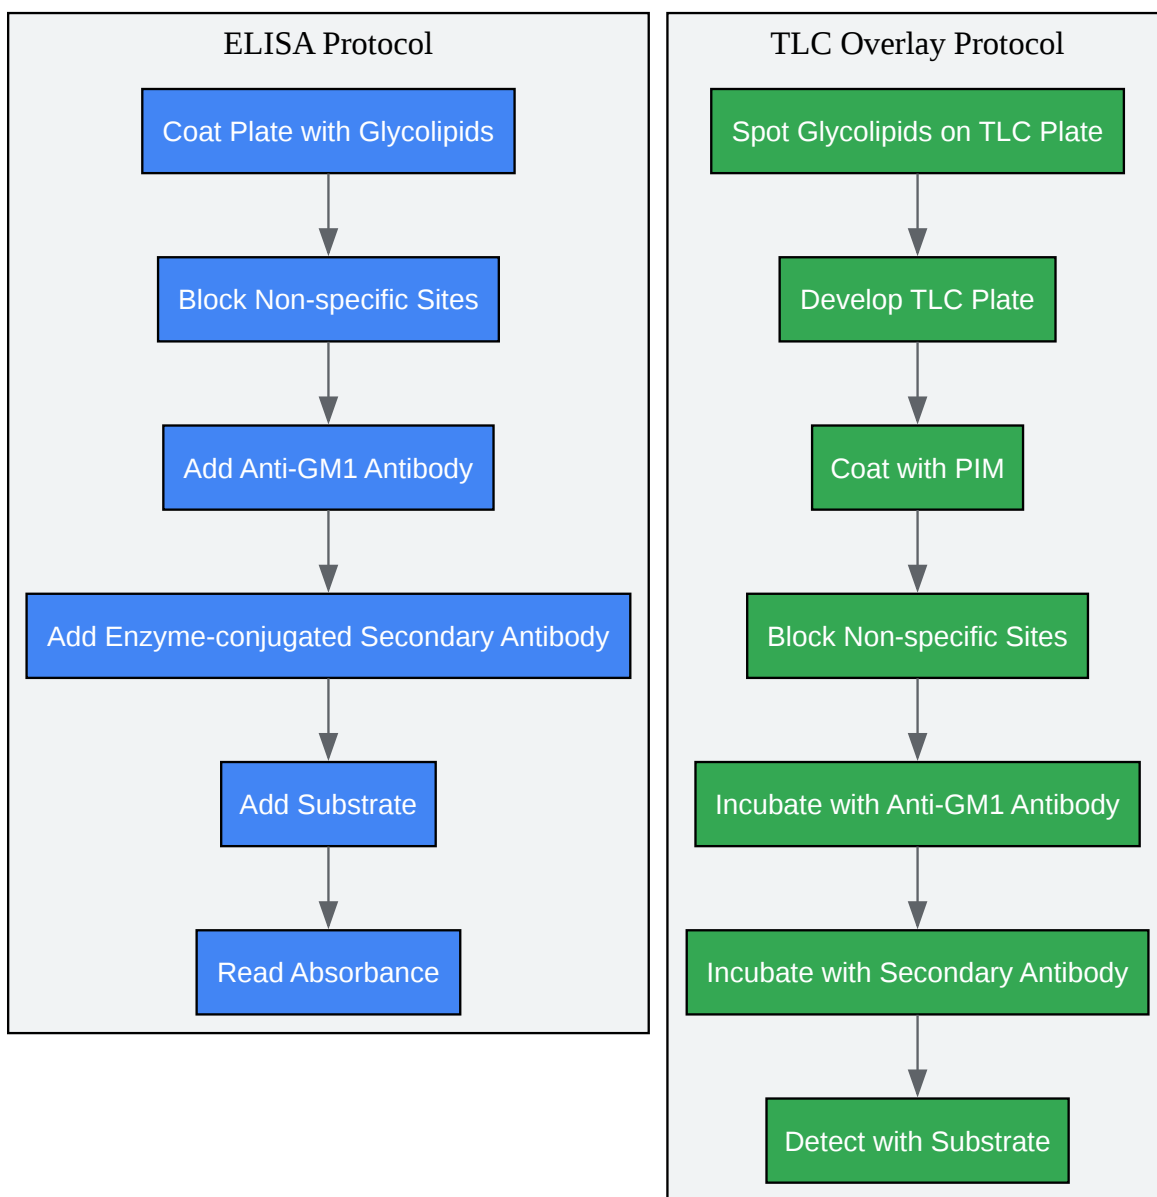 ELISA Protocol
Coat Plate with Glycolipids
Block Non-specific Sites
Add Anti-GM1 Antibody
Add Enzyme-conjugated Secondary Antibody
Add Substrate
Read Absorbance
TLC Overlay Protocol
Spot Glycolipids on TLC Plate
Develop TLC Plate
Coat with PIM
Block Non-specific Sites
Incubate with Anti-GM1 Antibody
Incubate with Secondary Antibody
Detect with Substrate